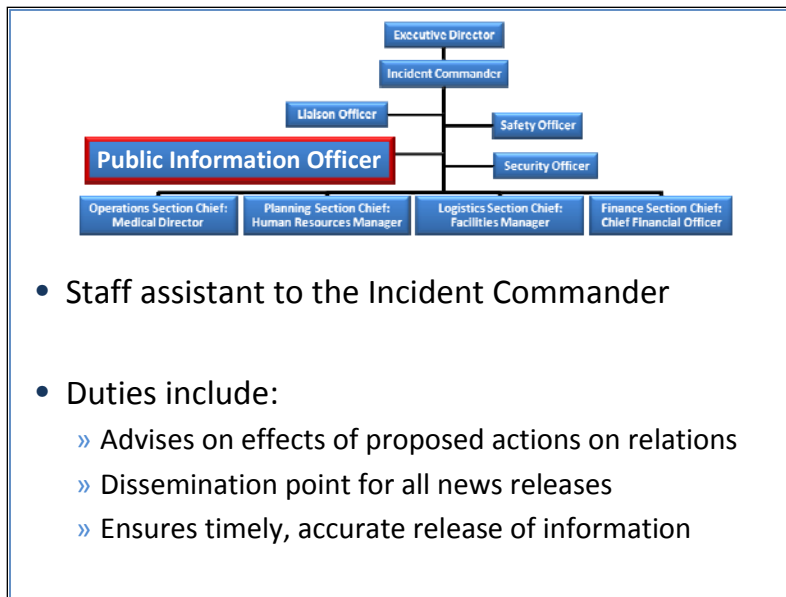 Executive Director
Incident Commander
Liaison Officer
Safety Officer
Public Information Officer
Security Officer
Operations Section Chief:
Medical Director
Planning Section Chief:
Human Resources Manager
Logistics Section Chief:
Facilities Manager
Finance Section Chief:
Chief Financial Officer
• Staff assistant to the Incident Commander
• Duties include:
» Advises on effects of proposed actions on relations
» Dissemination point for all news releases
» Ensures timely, accurate release of information